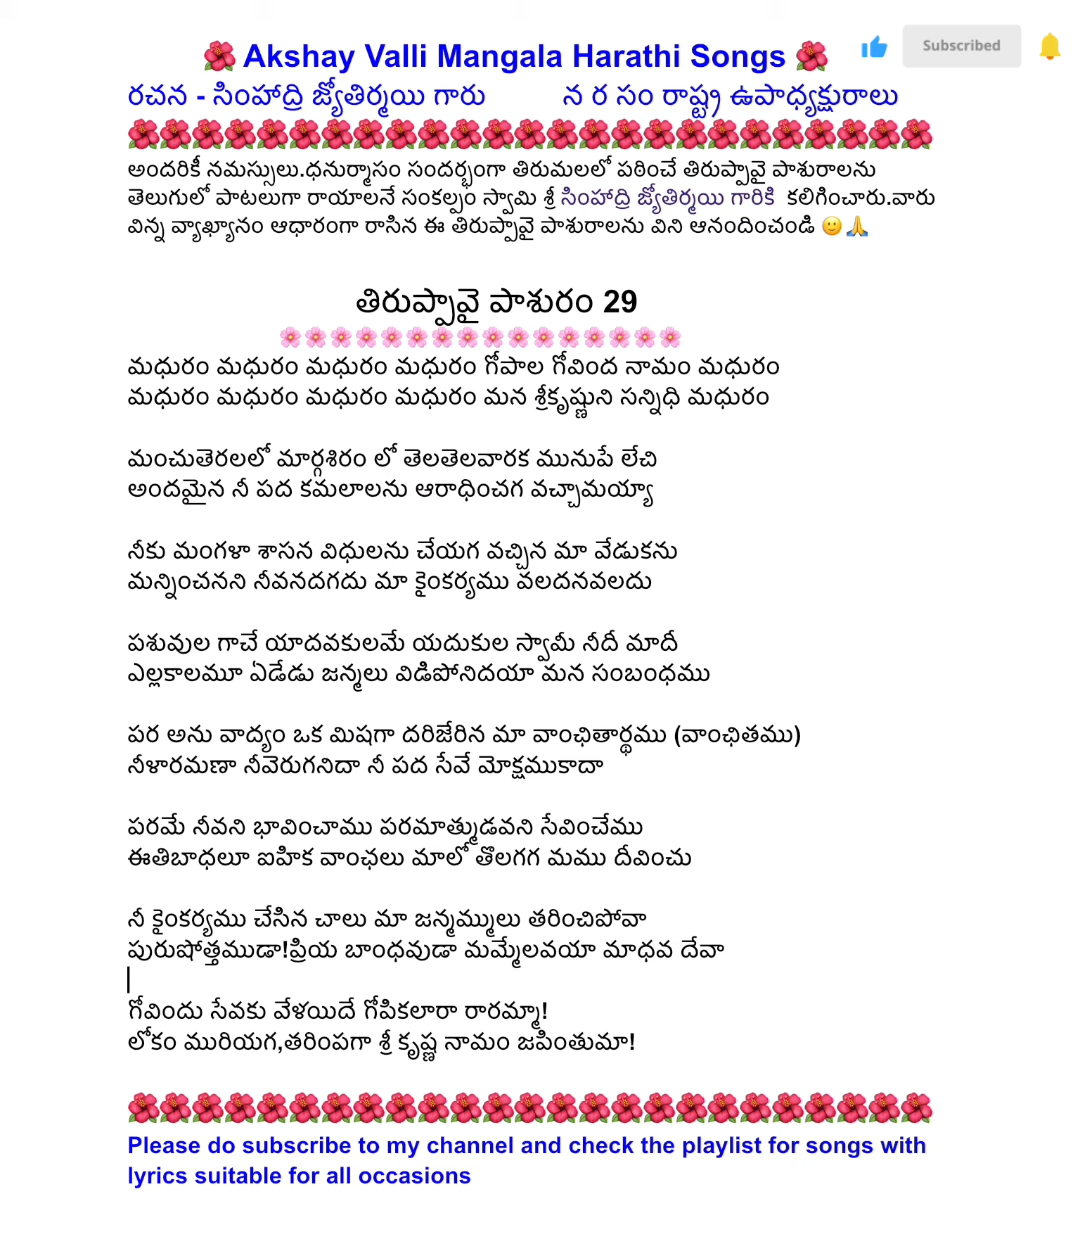 🌺 Akshay Valli Mangala Harathi Songs 🌺
Subscribed
రచన - సింహాద్రి జ్యోతిర్మయి గారు న ర సం రాష్ట్ర ఉపాధ్యక్షురాలు
అందరికీ నమస్సులు.ధనుర్మాసం సందర్భంగా తిరుమలలో పఠించే తిరుప్పావై పాశురాలను
తెలుగులో పాటలుగా రాయాలనే సంకల్పం స్వామి శ్రీ సింహాద్రి జ్యోతిర్మయి గారికి కలిగించారు.వారు
విన్న వ్యాఖ్యానం ఆధారంగా రాసిన ఈ తిరుప్పావై పాశురాలను విని ఆనందించండి 🙂🙏
తిరుప్పావై పాశురం 29
మధురం మధురం మధురం మధురం గోపాల గోవింద నామం మధురం
మధురం మధురం మధురం మధురం మన శ్రీకృష్ణుని సన్నిధి మధురం
మంచుతెరలలో మార్గశిరం లో తెలతెలవారక మునుపే లేచి
అందమైన నీ పద కమలాలను ఆరాధించగ వచ్చామయ్యా
నీకు మంగళా శాసన విధులను చేయగ వచ్చిన మా వేడుకను
మన్నించనని నీవనదగదు మా కైంకర్యము వలదనవలదు
పశువుల గాచే యాదవకులమే యదుకుల స్వామీ నీదీ మాదీ
ఎల్లకాలమూ ఏడేడు జన్మలు విడిపోనిదయా మన సంబంధము
పర అను వాద్యం ఒక మిషగా దరిజేరిన మా వాంఛితార్థము (వాంఛితము)
నీళారమణా నీవెరుగనిదా నీ పద సేవే మోక్షముకాదా
పరమే నీవని భావించాము పరమాత్ముడవని సేవించేము
ఈతిబాధలూ ఐహిక వాంఛలు మాలో తొలగగ మము దీవించు
నీ కైంకర్యము చేసిన చాలు మా జన్మమ్ములు తరించిపోవా
పురుషోత్తముడా!ప్రియ బాంధవుడా మమ్మేలవయా మాధవ దేవా
గోవిందు సేవకు వేళయిదే గోపికలారా రారమ్మా!
లోకం మురియగ,తరింపగా శ్రీ కృష్ణ నామం జపింతుమా!
Please do subscribe to my channel and check the playlist for songs with
lyrics suitable for all occasions